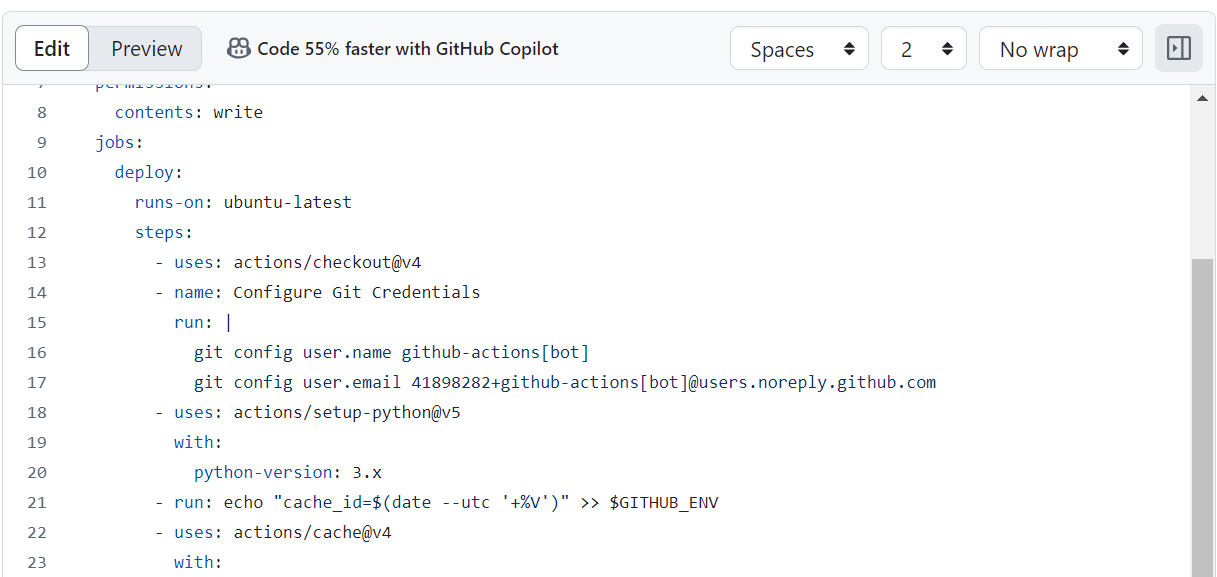 Edit Preview Code 55% faster with GitHub Copilot Spaces 2 No wrap
7 permissions:
8 contents: write
9 jobs:
10 deploy:
11 runs-on: ubuntu-latest
12 steps:
13 - uses: actions/checkout@v4
14 - name: Configure Git Credentials
15 run: |
16 git config user.name github-actions[bot]
17 git config user.email 41898282+github-actions[bot]@users.noreply.github.com
18 - uses: actions/setup-python@v5
19 with:
20 python-version: 3.x
21 - run: echo "cache_id=$(date --utc '+%V')" >> $GITHUB_ENV
22 - uses: actions/cache@v4
23 with: